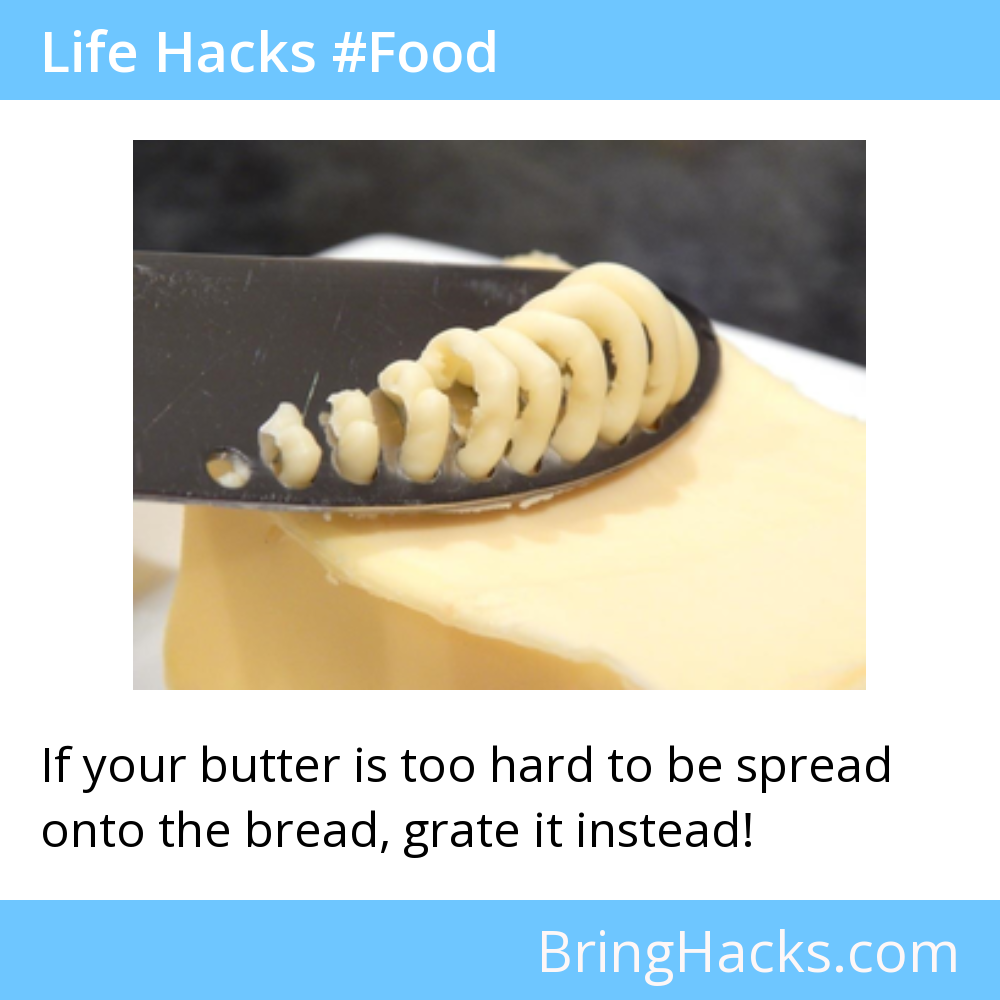 Life Hacks #Food
If your butter is too hard to be spread
onto the bread, grate it instead!
BringHacks.com